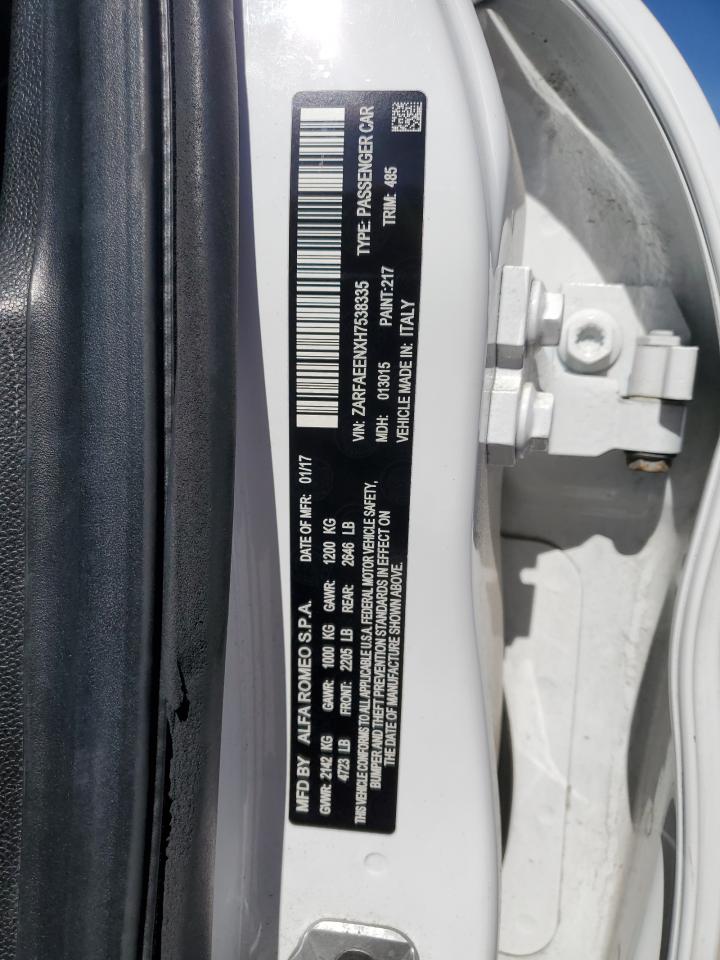 MFD BY ALFA ROMEO S.P.A. DATE OF MFR: 01/17
GVWR: 2142 KG GAWR: 1000 KG GAWR: 1200 KG
4723 LB FRONT: 2205 LB REAR: 2646 LB
THIS VEHICLE CONFORMS TO ALL APPLICABLE U.S.A. FEDERAL MOTOR VEHICLE SAFETY,
BUMPER AND THEFT PREVENTION STANDARDS IN EFFECT ON
THE DATE OF MANUFACTURE SHOWN ABOVE.
VIN: ZARFAEENXH7538335 TYPE: PASSENGER CAR
MDH: 013015 PAINT:217 TRIM: 485
VEHICLE MADE IN: ITALY